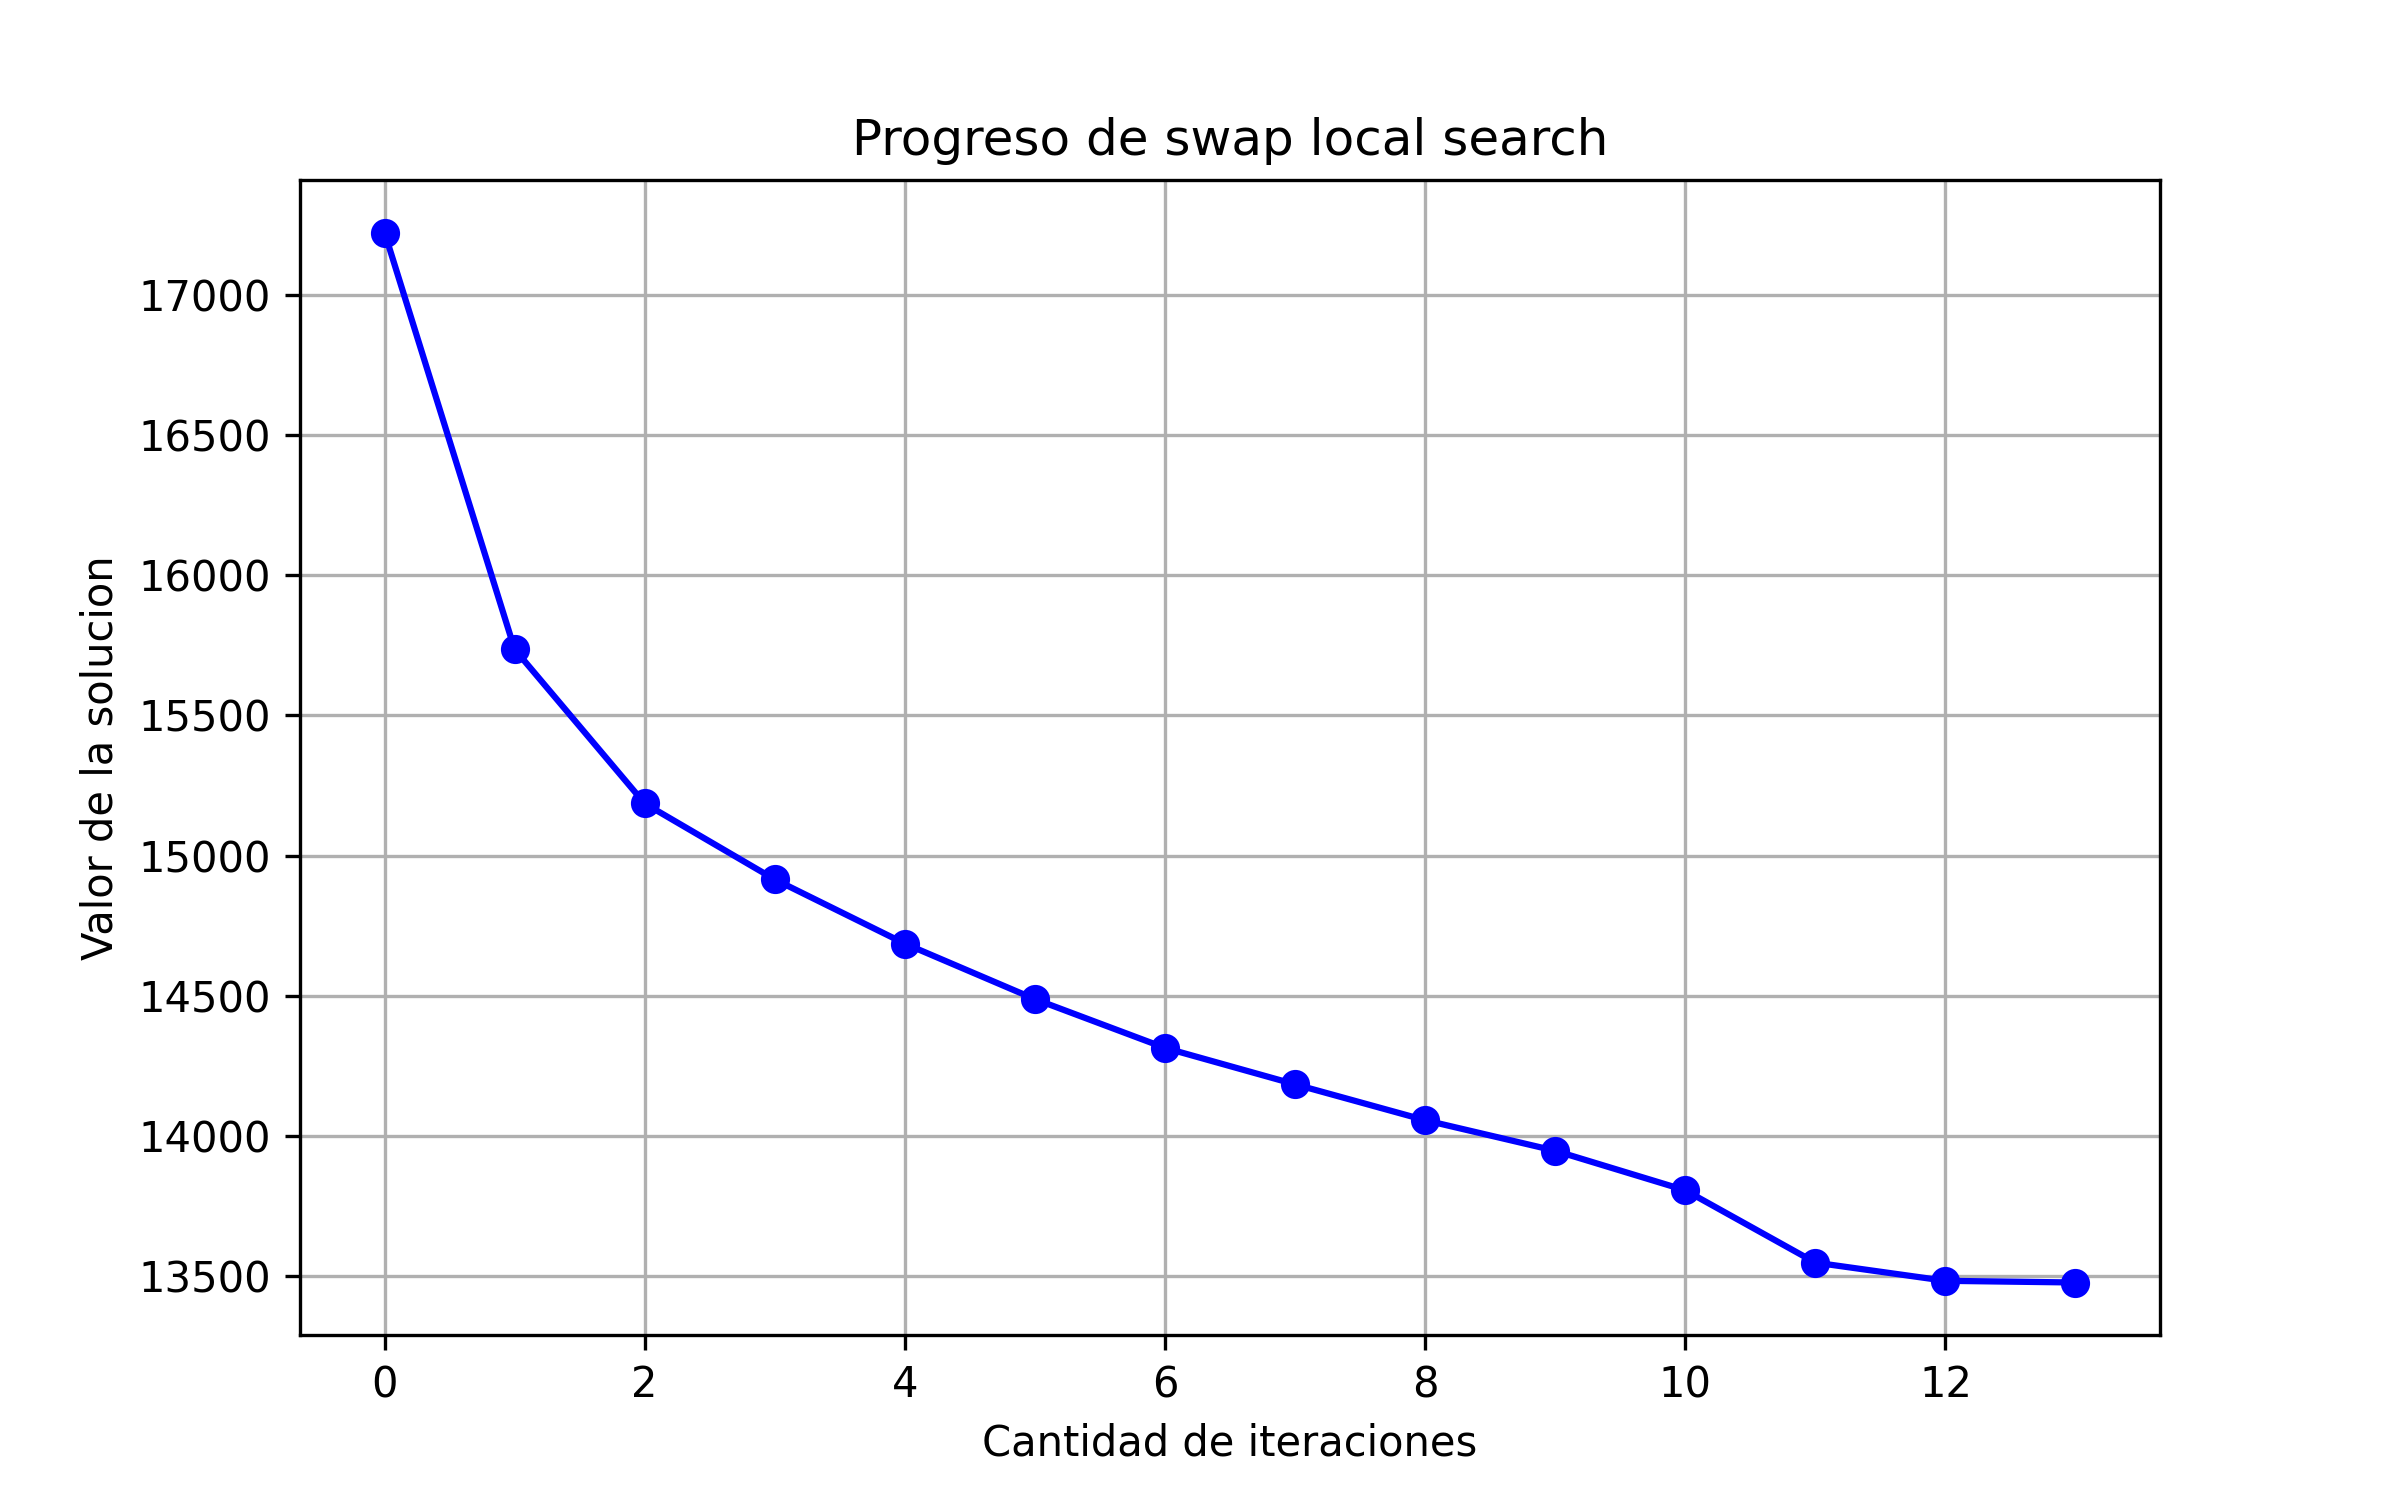 Progreso de swap local search
Valor de la solucion
17000
16500
16000
15500
15000
14500
14000
13500
0 2 4 6 8 10 12
Cantidad de iteraciones